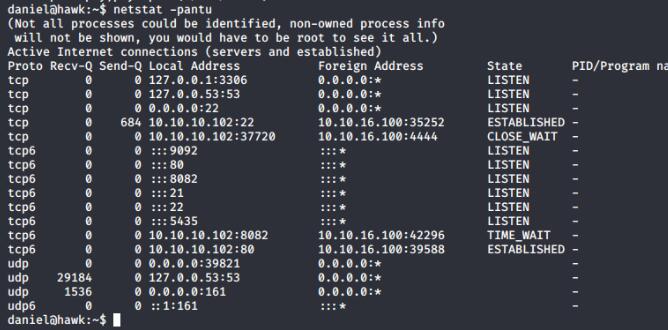 daniel@hawk:~$ netstat -pantu
(Not all processes could be identified, non-owned process info
 will not be shown, you would have to be root to see it all.)
Active Internet connections (servers and established)
Proto Recv-Q Send-Q Local Address           Foreign Address         State       PID/Program na
tcp        0      0 127.0.0.1:3306          0.0.0.0:*               LISTEN      -
tcp        0      0 127.0.0.53:53           0.0.0.0:*               LISTEN      -
tcp        0      0 0.0.0.0:22              0.0.0.0:*               LISTEN      -
tcp        0    684 10.10.10.102:22         10.10.16.100:35252      ESTABLISHED -
tcp        0      0 10.10.10.102:37720      10.10.16.100:4444       CLOSE_WAIT  -
tcp6       0      0 :::9092                 :::*                    LISTEN      -
tcp6       0      0 :::80                   :::*                    LISTEN      -
tcp6       0      0 :::8082                 :::*                    LISTEN      -
tcp6       0      0 :::21                   :::*                    LISTEN      -
tcp6       0      0 :::22                   :::*                    LISTEN      -
tcp6       0      0 :::5435                 :::*                    LISTEN      -
tcp6       0      0 10.10.10.102:8082       10.10.16.100:42296      TIME_WAIT   -
tcp6       0      0 10.10.10.102:80         10.10.16.100:39588      ESTABLISHED -
udp        0      0 0.0.0.0:39821           0.0.0.0:*                           -
udp    29184      0 127.0.0.53:53           0.0.0.0:*                           -
udp     1536      0 0.0.0.0:161             0.0.0.0:*                           -
udp6       0      0 ::1:161                 :::*                                -
daniel@hawk:~$